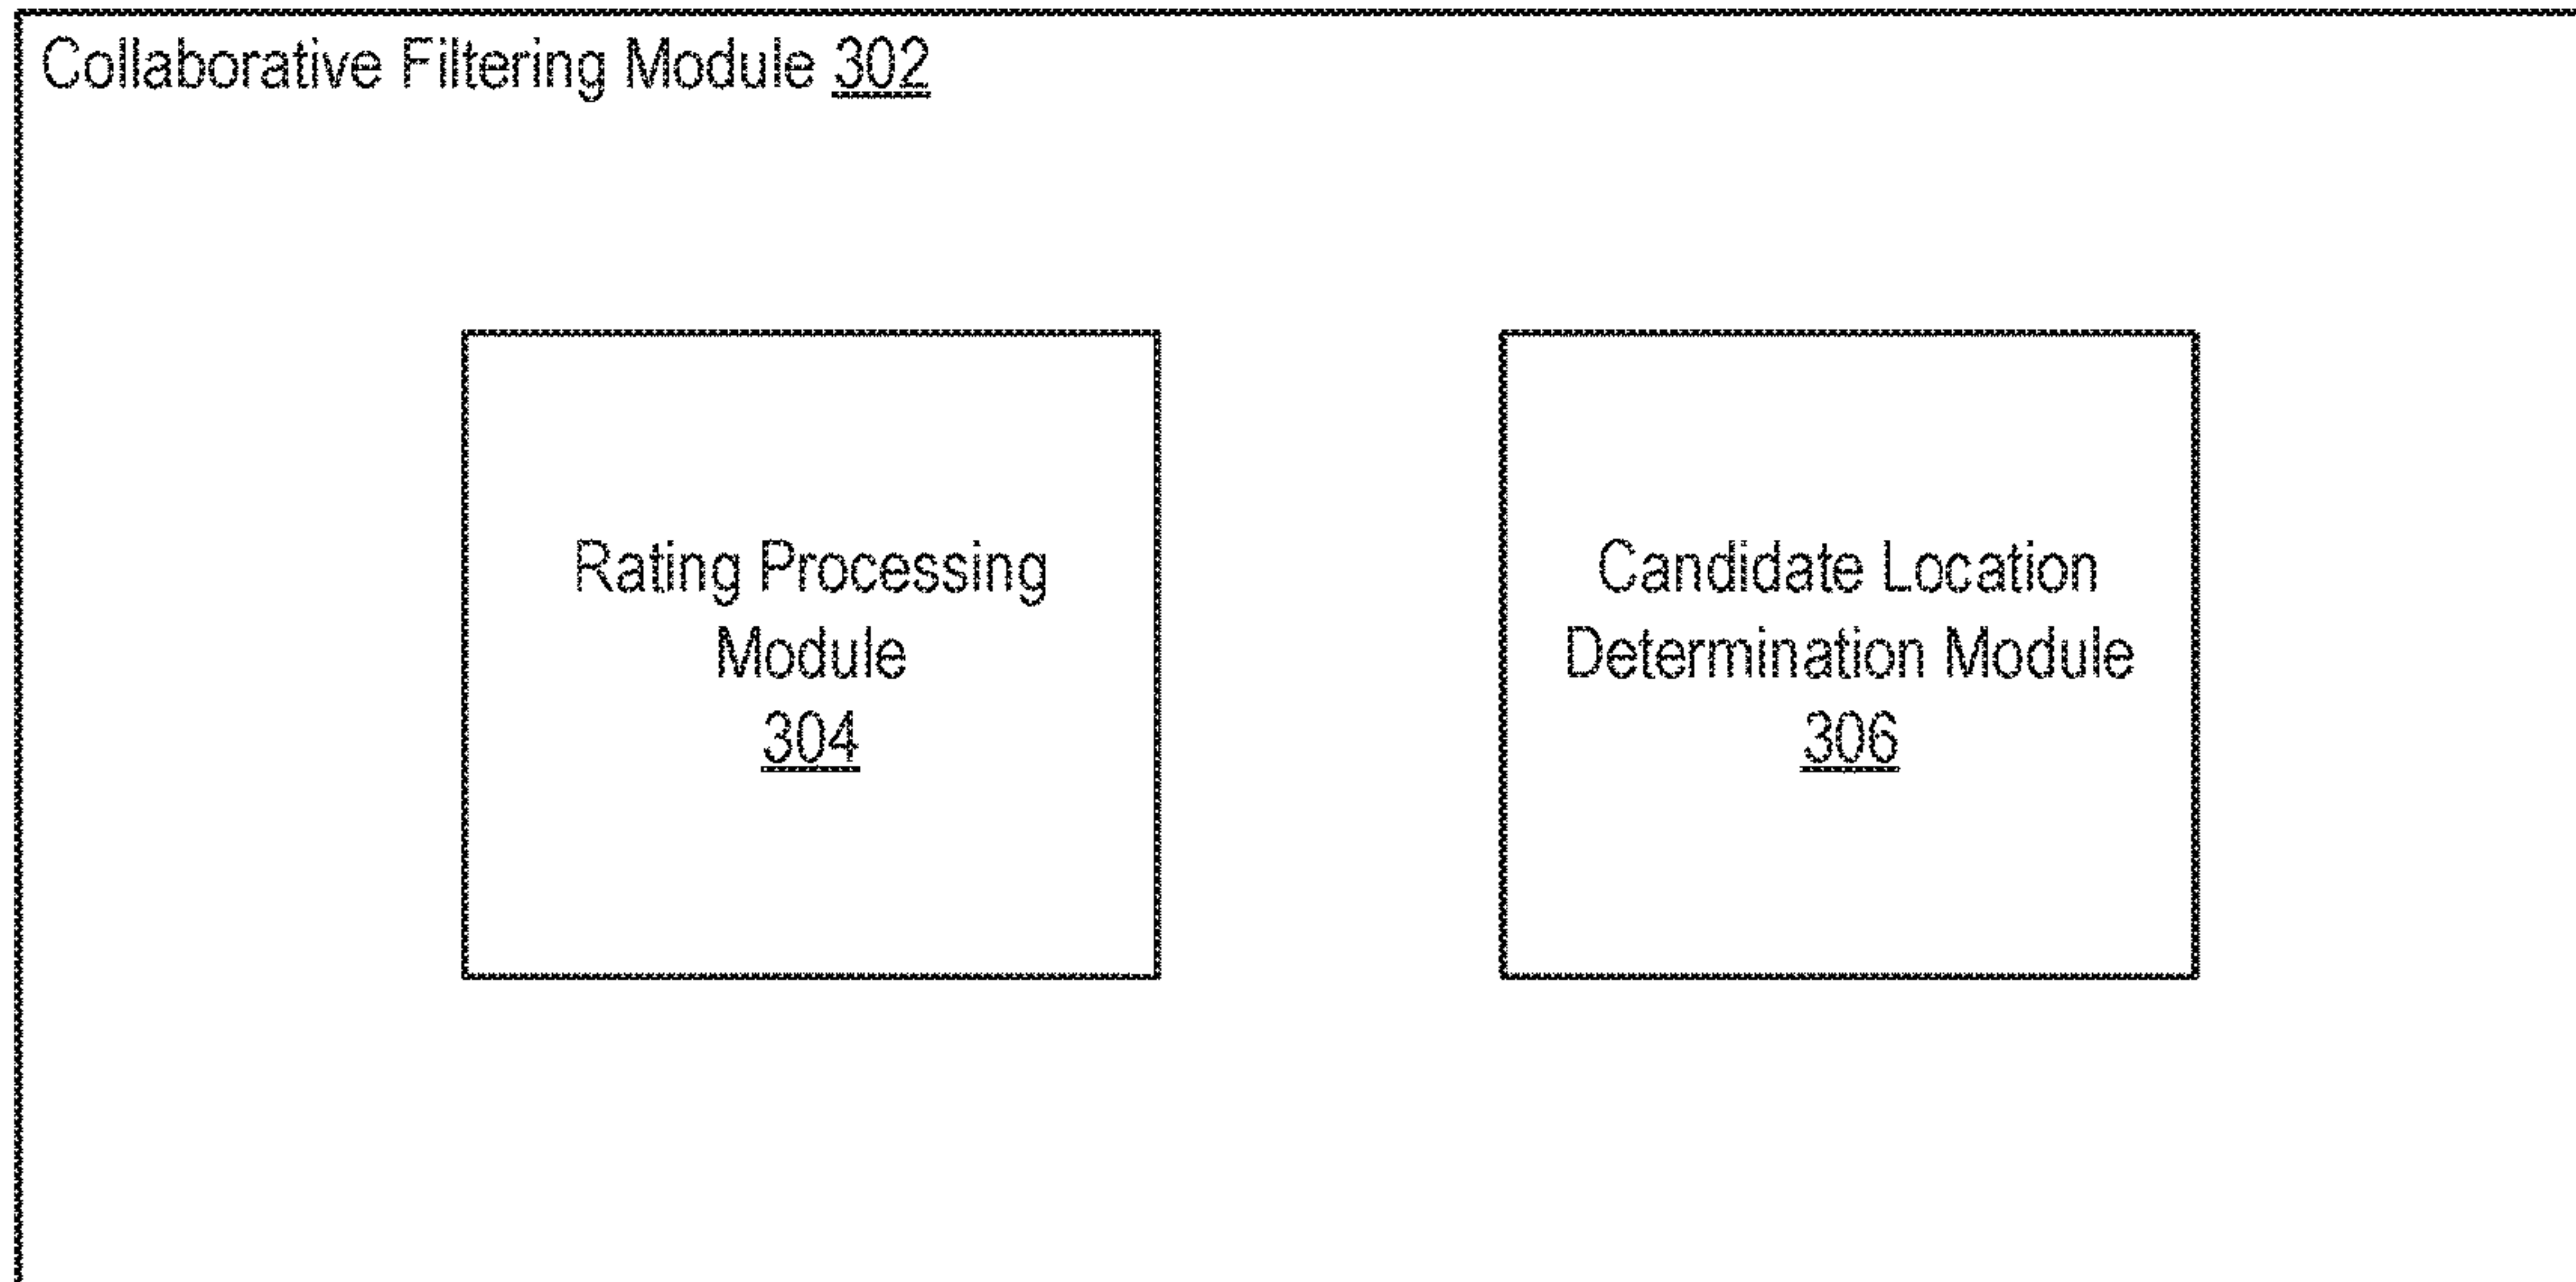 Collaborative Filtering Module 302
Rating Processing
Module
304
Candidate Location
Determination Module
306